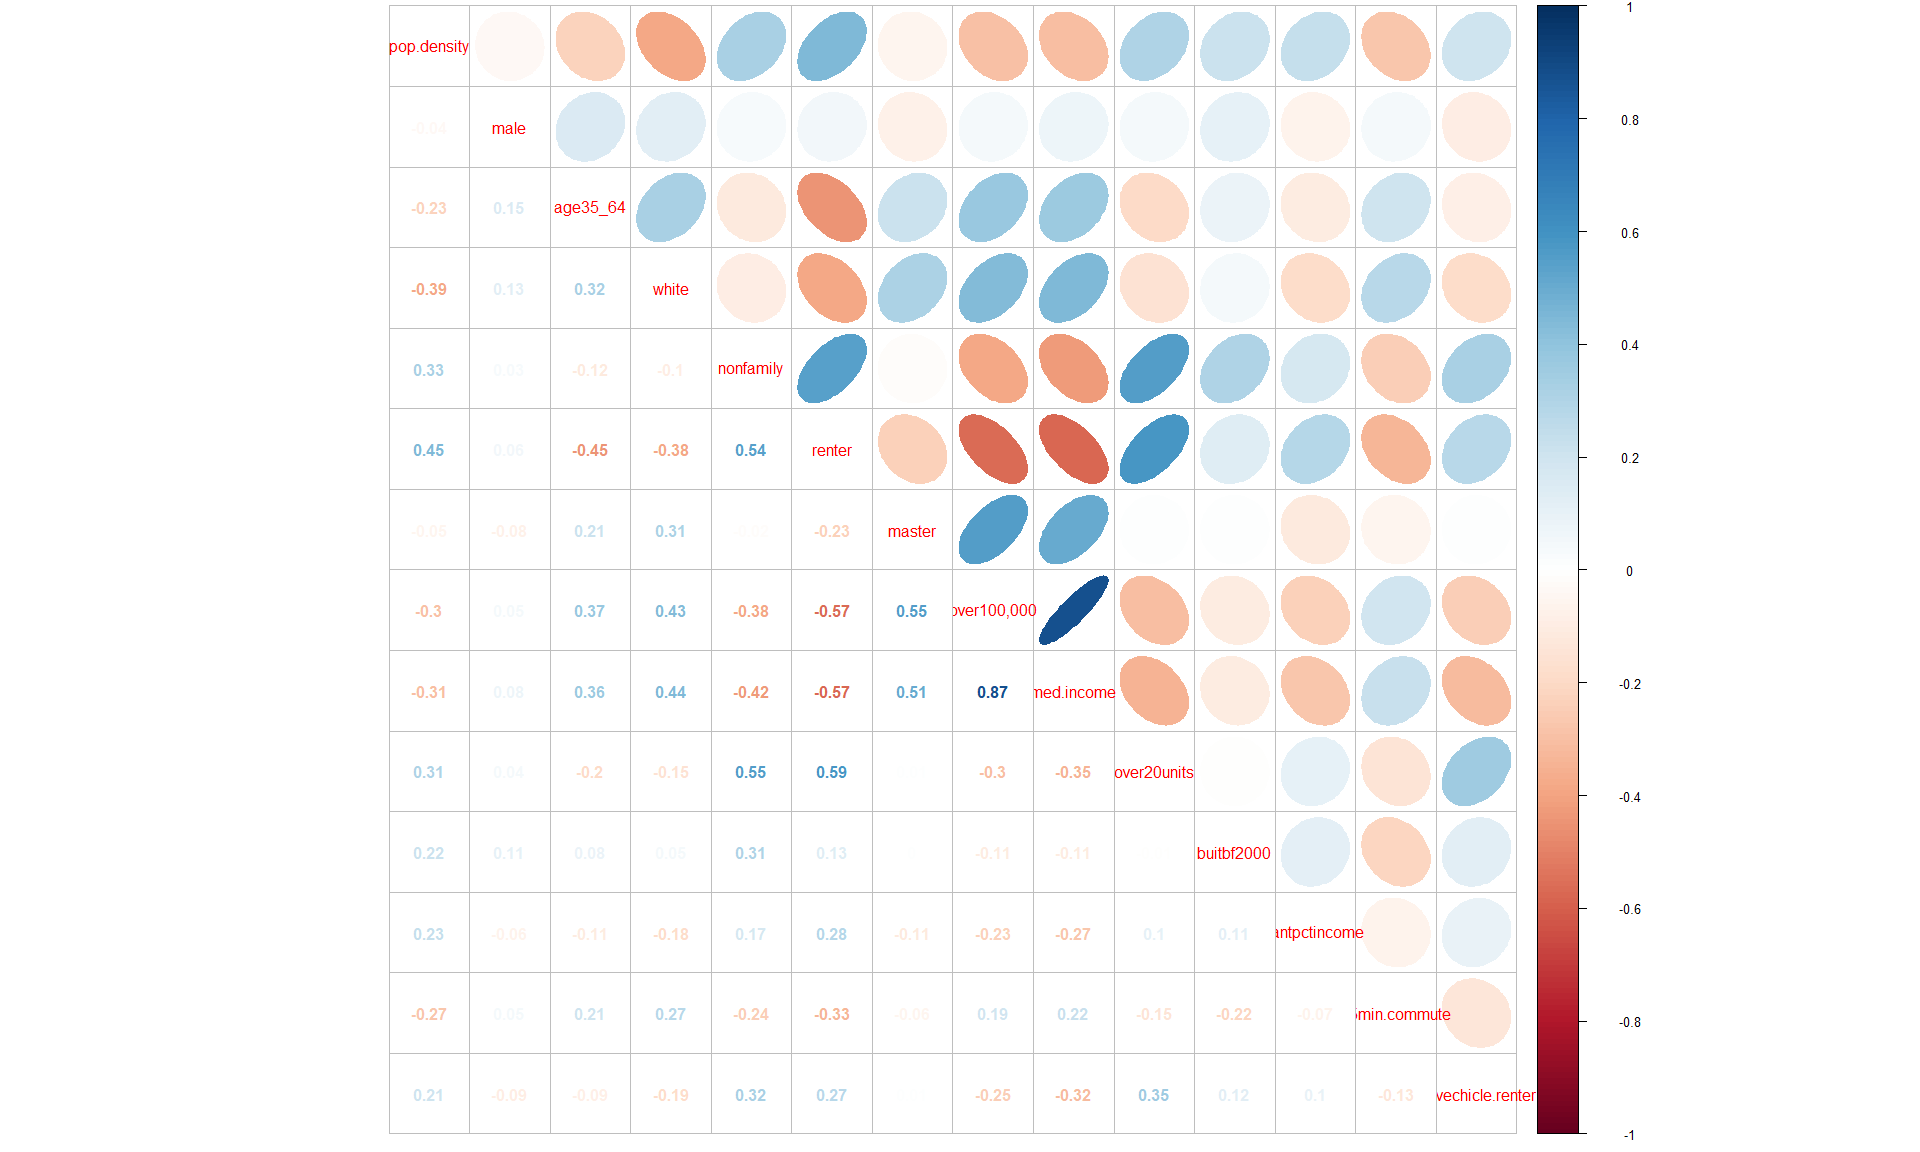 pop.density
1
-0.04 male
0.8
-0.23 0.15 age35_64
0.6
-0.39 0.13 0.32 white
0.4
0.33 0.03 -0.12 -0.1 nonfamily
0.45 0.06 -0.45 -0.38 0.54 renter
0.2
-0.05 -0.08 0.21 0.31 -0.23 master
0
-0.3 0.05 0.37 0.43 -0.38 -0.57 0.55 over100,000
-0.31 0.08 0.36 0.44 -0.42 -0.57 0.51 0.87 med.income
-0.2
0.31 0.04 -0.2 -0.15 0.55 0.59 -0.3 -0.35 over20units
-0.4
0.22 0.11 0.08 0.05 0.31 0.13 -0.11 -0.11 buitbf2000
0.23 -0.06 -0.11 -0.18 0.17 0.28 -0.11 -0.23 -0.27 0.1 0.11 antpctincome
-0.6
-0.27 0.05 0.21 0.27 -0.24 -0.33 -0.06 0.19 0.22 -0.15 -0.22 -0.07 5min.commute
-0.8
0.21 -0.09 -0.09 -0.19 0.32 0.27 -0.25 -0.32 0.35 0.12 0.1 -0.13 vechicle.renter
-1